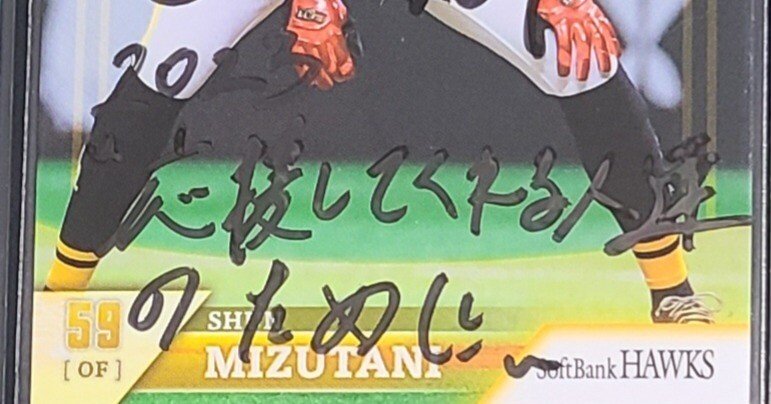 2023
応援してくれる人達
のために、
59
[OF]
SHUN
MIZUTANI
SoftBank HAWKS